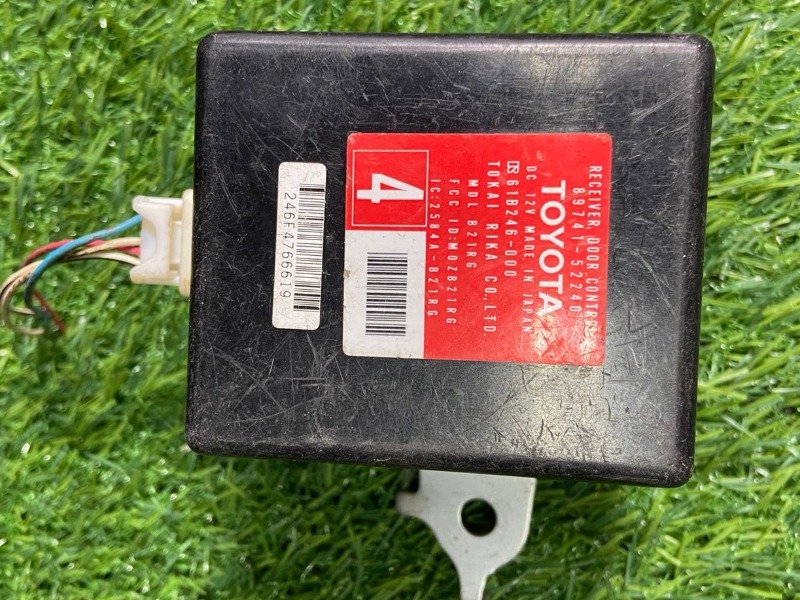 RECEIVER, DOOR CONTROL
89741-52240
TOYOTA
DC 12V MADE IN JAPAN
61B246-000
TOKAI RIKA CO.,LTD
MDL B21RG
FCC ID:MOZB21RG
IC:2584A-B21RG
4
246F4766619